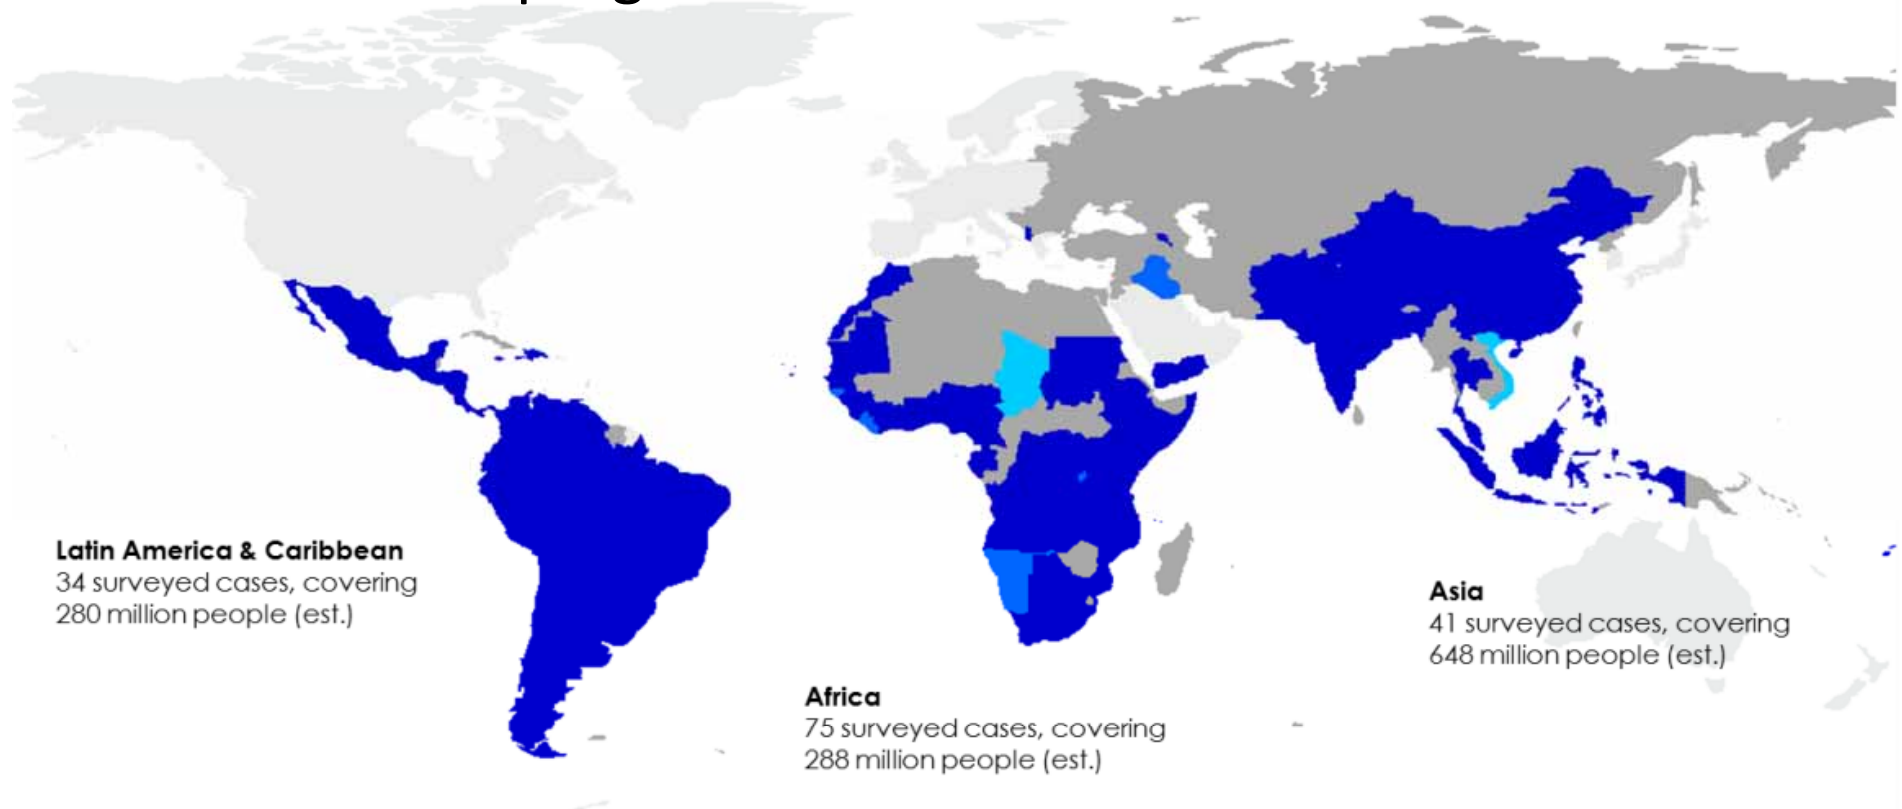 Latin America & Caribbean
34 surveyed cases, covering
280 million people (est.)
Africa
75 surveyed cases, covering
288 million people (est.)
Asia
41 surveyed cases, covering
648 million people (est.)